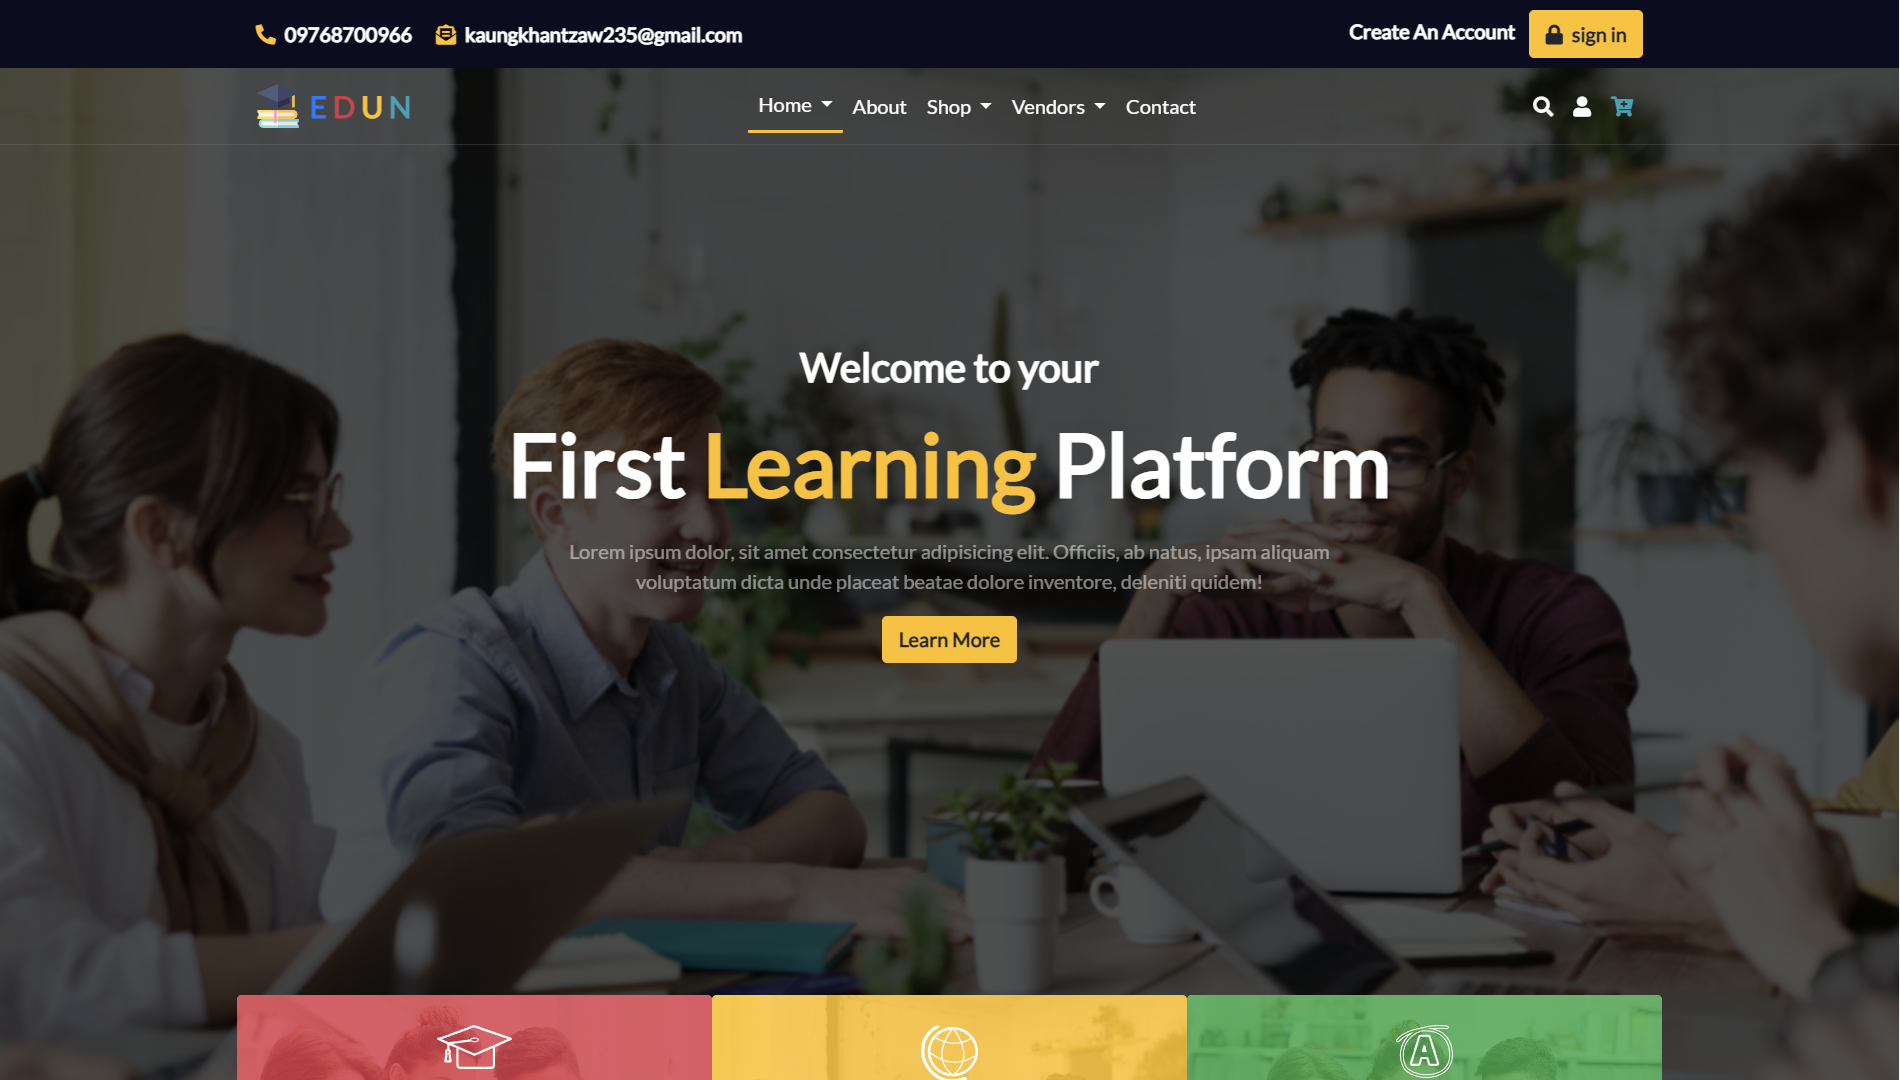 09768700966 kaungkhantzaw235@gmail.com Create An Account sign in
EDUN Home About Shop Vendors Contact
Welcome to your
First Learning Platform
Lorem ipsum dolor, sit amet consectetur adipisicing elit. Officiis, ab natus, ipsam aliquam
voluptatum dicta unde placeat beatae dolore inventore, deleniti quidem!
Learn More
A